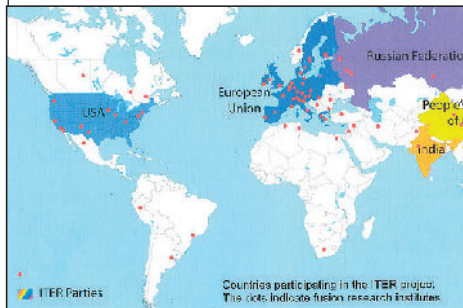 Russian Federation
European
Union
USA
People's
of
India
ITER Parties
Countries participating in the ITER project
The dots indicate fusion research institutes